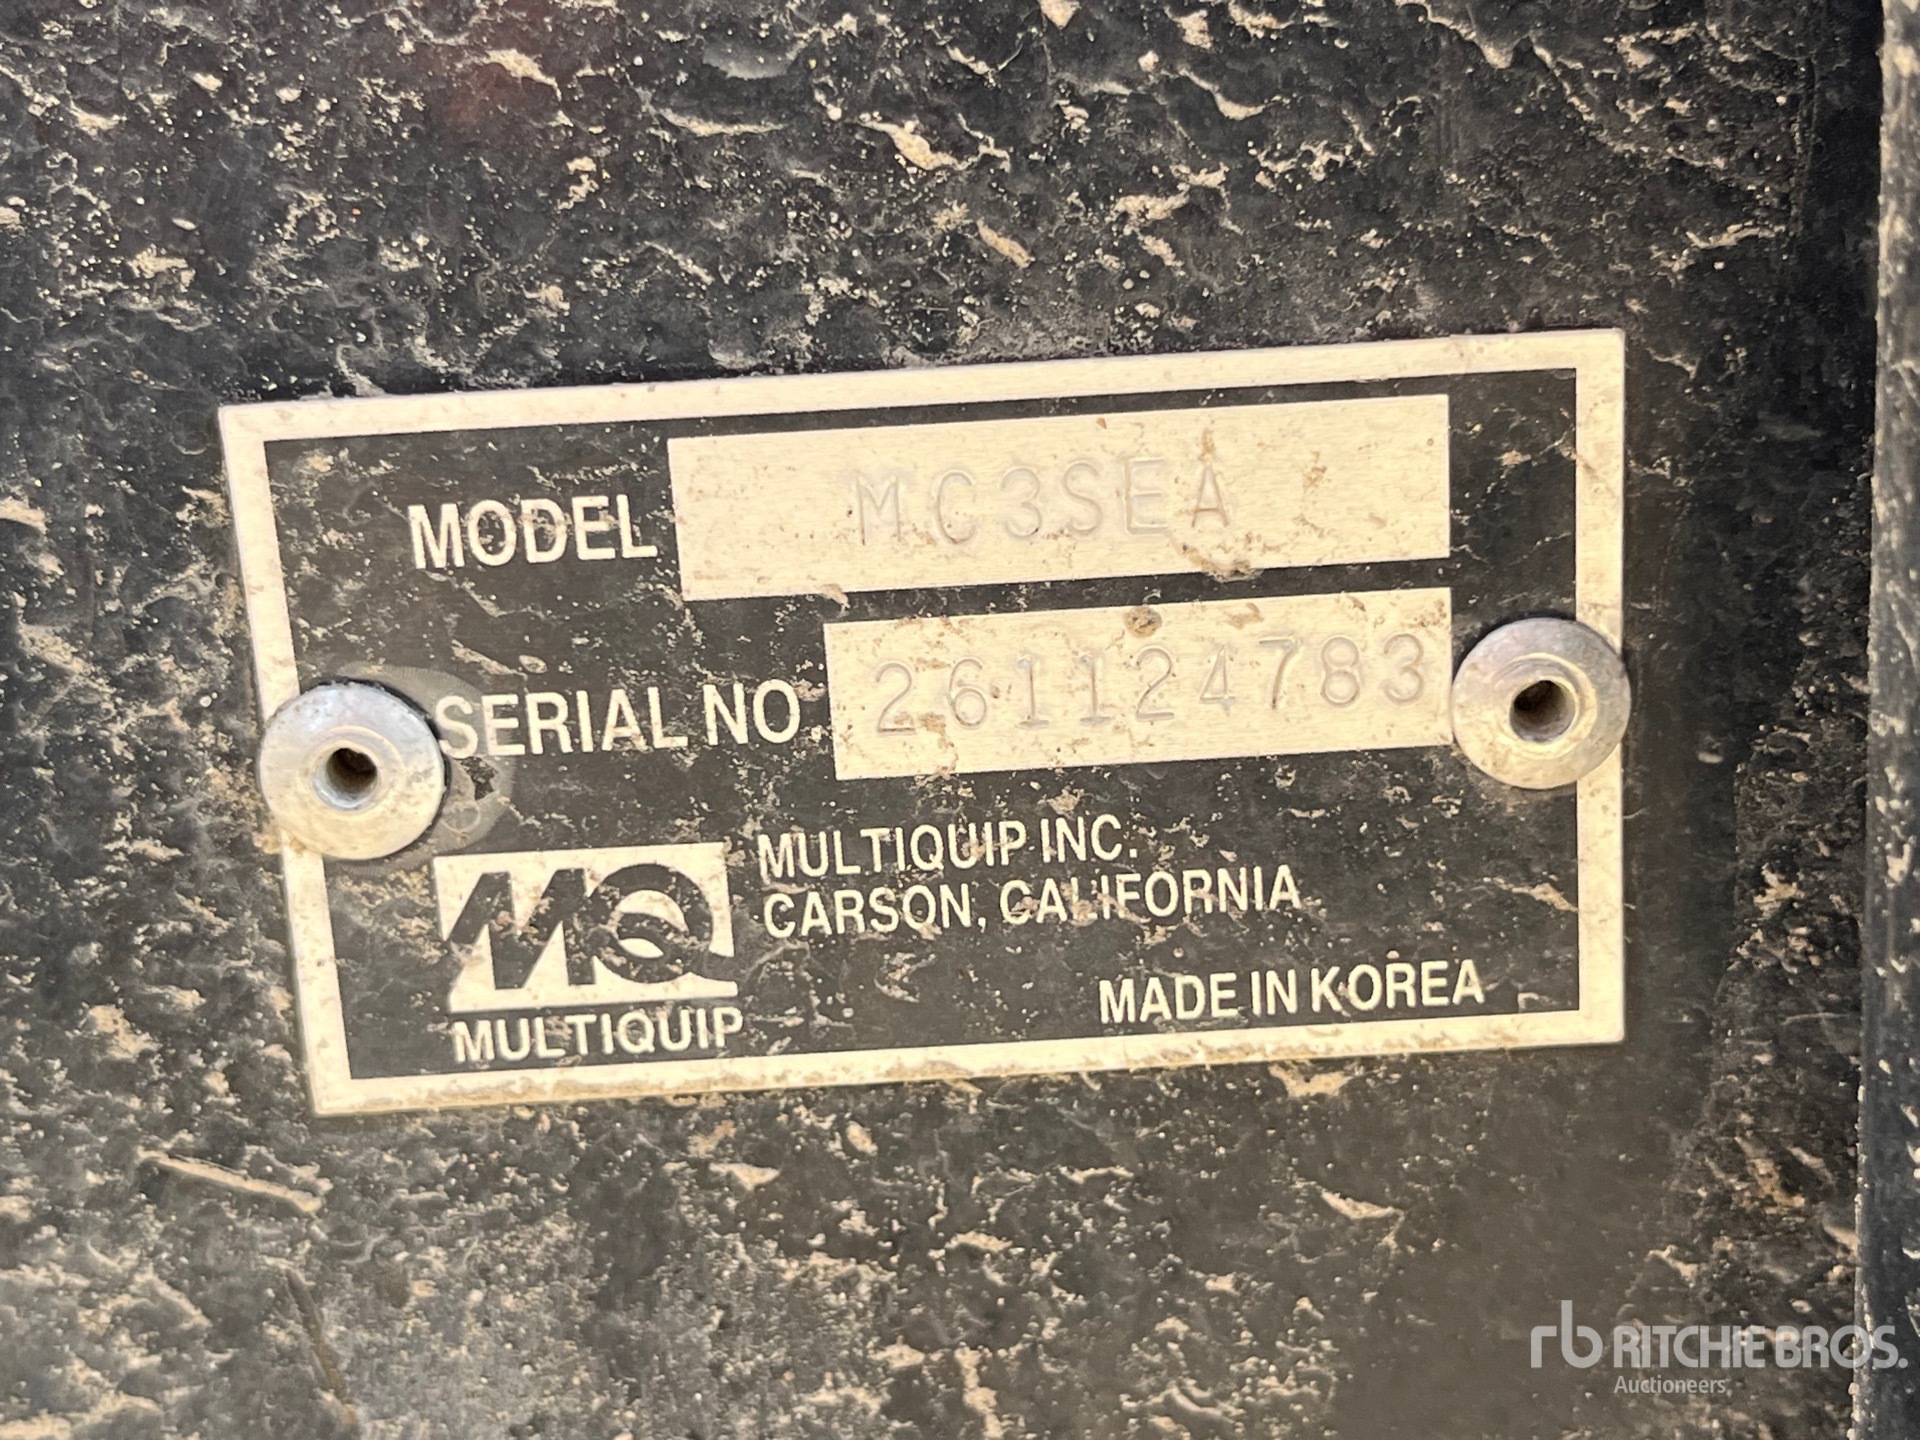 MODEL MC3SEA
SERIAL NO 261124783
MQ
MULTIQUIP
MULTIQUIP INC.
CARSON, CALIFORNIA
MADE IN KOREA
rb RITCHIE BROS.
Auctioneers